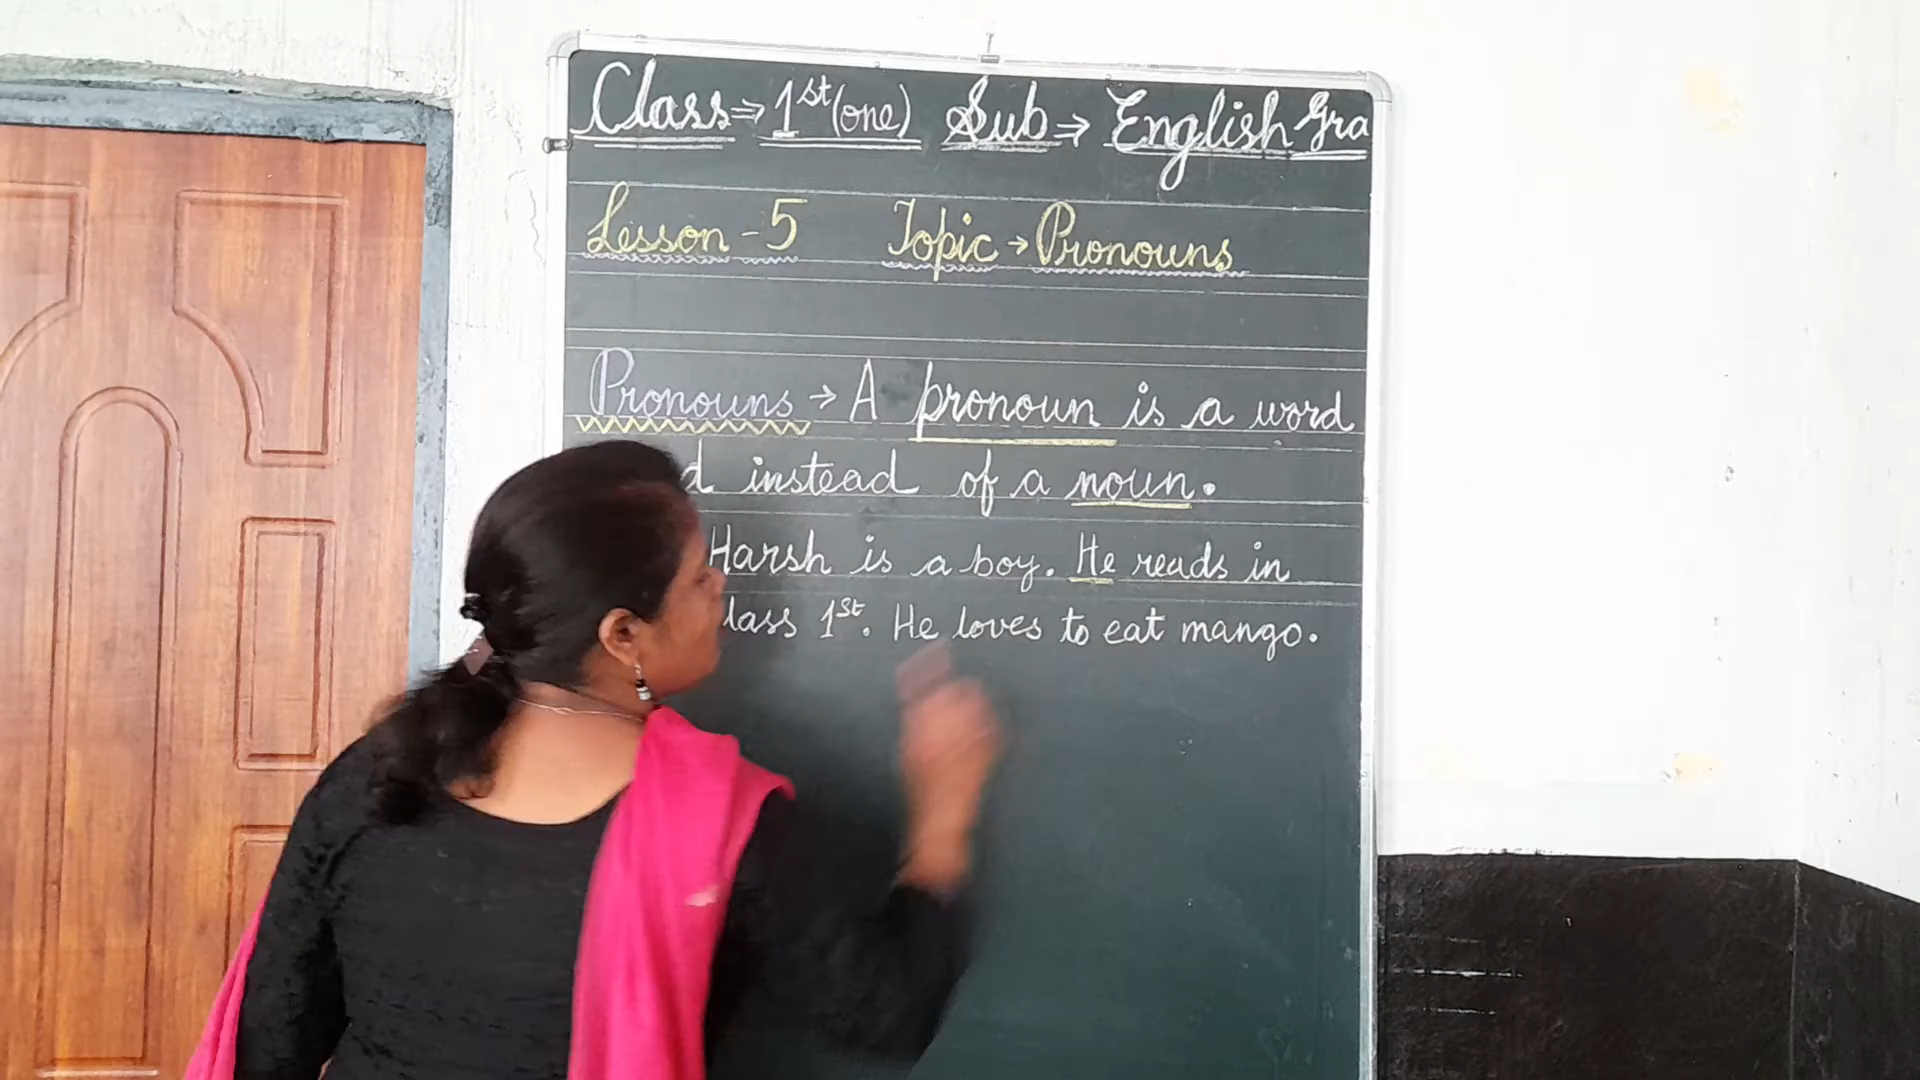 Class ⇒ 1st (one) Sub ⇒ English Gra
Lesson - 5 Topic → Pronouns
Pronouns → A pronoun is a word
d instead of a noun.
Harsh is a boy. He reads in
lass 1st. He loves to eat mango.